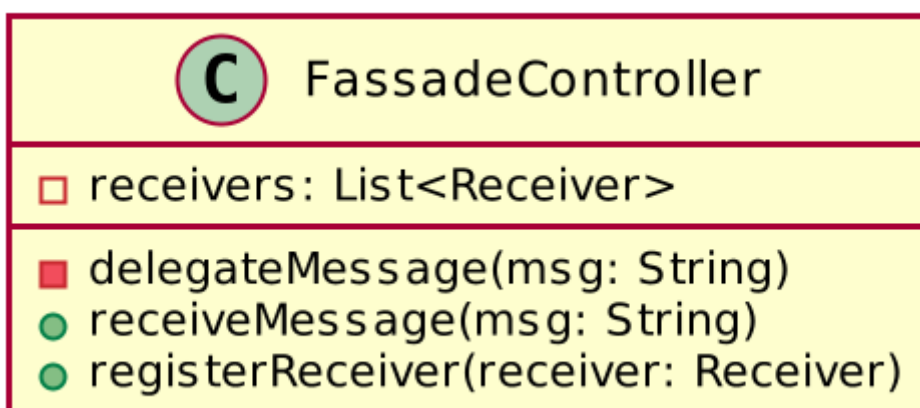 C FassadeController
receivers: List<Receiver>
delegateMessage(msg: String)
receiveMessage(msg: String)
registerReceiver(receiver: Receiver)